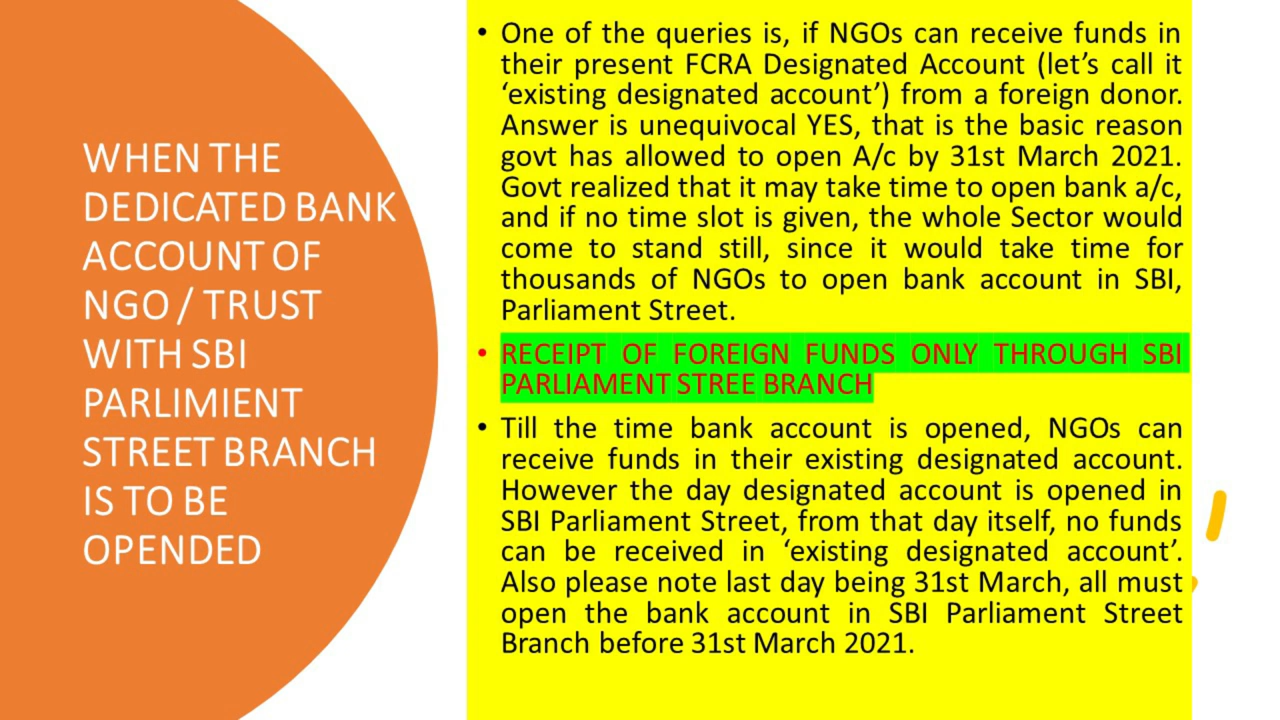 WHEN THE
DEDICATED BANK
ACCOUNT OF
NGO / TRUST
WITH SBI
PARLIMIENT
STREET BRANCH
IS TO BE
OPENDED
• One of the queries is, if NGOs can receive funds in
their present FCRA Designated Account (let’s call it
‘existing designated account’) from a foreign donor.
Answer is unequivocal YES, that is the basic reason
govt has allowed to open A/c by 31st March 2021.
Govt realized that it may take time to open bank a/c,
and if no time slot is given, the whole Sector would
come to stand still, since it would take time for
thousands of NGOs to open bank account in SBI,
Parliament Street.
• RECEIPT OF FOREIGN FUNDS ONLY THROUGH SBI
PARLIAMENT STREE BRANCH
• Till the time bank account is opened, NGOs can
receive funds in their existing designated account.
However the day designated account is opened in
SBI Parliament Street, from that day itself, no funds
can be received in ‘existing designated account’.
Also please note last day being 31st March, all must
open the bank account in SBI Parliament Street
Branch before 31st March 2021.